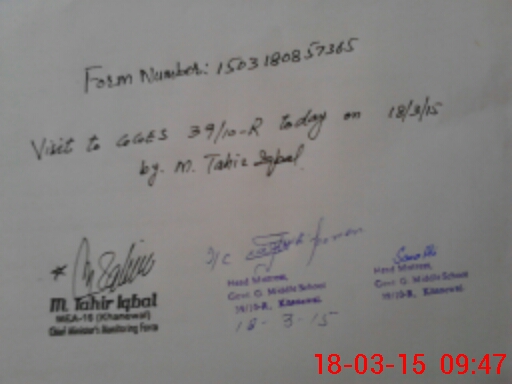 Form Number: 1503180857365
Visit to GGES 39/10-R today on 18/3/15
by. M. Tahir Iqbal.
M. Tahir Iqbal
MEA-16 (Khanewal)
Chief Minister's Monitoring Force
I/C
Head Mistress,
Govt G. Middle School
39/10-R, Khanewal
18-3-15
Head Mistress,
Govt G. Middle School
39/10-R, Khanewal
18-03-15 09:47